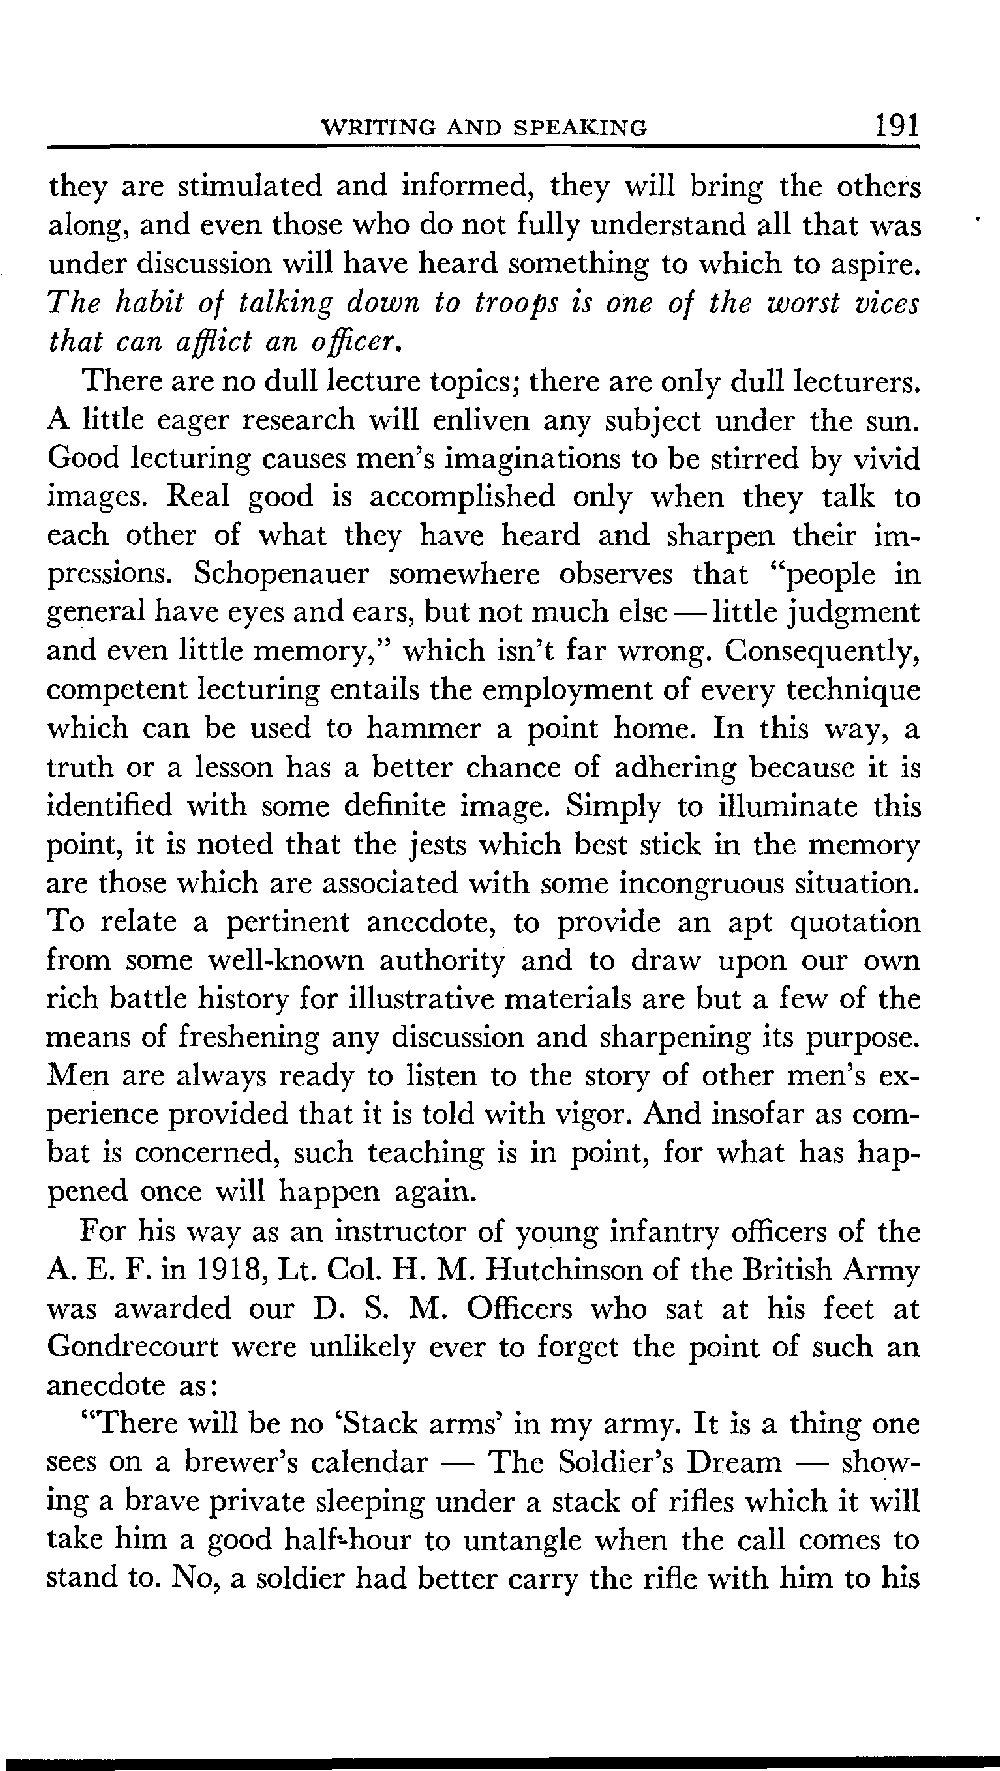 WRITING AND SPEAKING 191
they are stimulated and informed, they will bring the others
along, and even those who do not fully understand all that was
under discussion will have heard something to which to aspire.
The habit of talking down to troops is one of the worst vices
that can afflict an officer.
There are no dull lecture topics; there are only dull lecturers.
A little eager research will enliven any subject under the sun.
Good lecturing causes men's imaginations to be stirred by vivid
images. Real good is accomplished only when they talk to
each other of what they have heard and sharpen their im-
pressions. Schopenauer somewhere observes that “people in
general have eyes and ears, but not much else — little judgment
and even little memory,” which isn't far wrong. Consequently,
competent lecturing entails the employment of every technique
which can be used to hammer a point home. In this way, a
truth or a lesson has a better chance of adhering because it is
identified with some definite image. Simply to illuminate this
point, it is noted that the jests which best stick in the memory
are those which are associated with some incongruous situation.
To relate a pertinent anecdote, to provide an apt quotation
from some well-known authority and to draw upon our own
rich battle history for illustrative materials are but a few of the
means of freshening any discussion and sharpening its purpose.
Men are always ready to listen to the story of other men's ex-
perience provided that it is told with vigor. And insofar as com-
bat is concerned, such teaching is in point, for what has hap-
pened once will happen again.
For his way as an instructor of young infantry officers of the
A. E. F. in 1918, Lt. Col. H. M. Hutchinson of the British Army
was awarded our D. S. M. Officers who sat at his feet at
Gondrecourt were unlikely ever to forget the point of such an
anecdote as:
“There will be no ‘Stack arms’ in my army. It is a thing one
sees on a brewer's calendar — The Soldier's Dream — show-
ing a brave private sleeping under a stack of rifles which it will
take him a good half-hour to untangle when the call comes to
stand to. No, a soldier had better carry the rifle with him to his